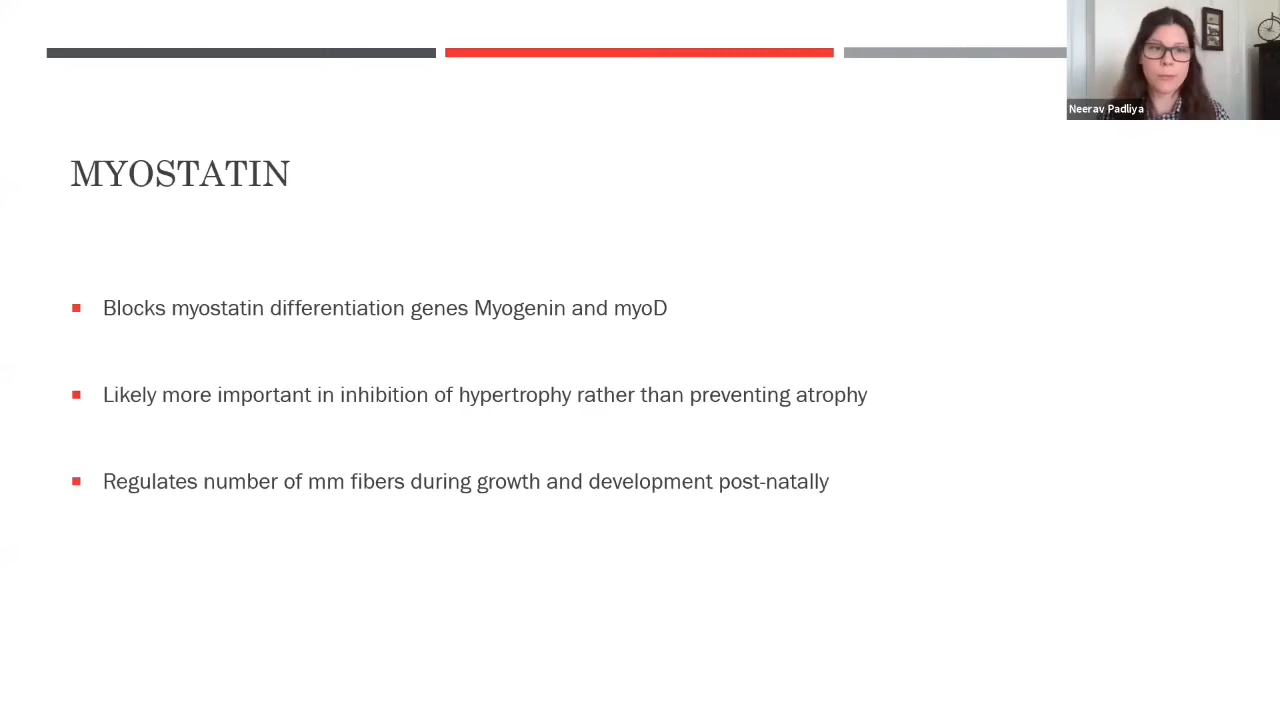 Neerav Padliya
MYOSTATIN
Blocks myostatin differentiation genes Myogenin and myoD
Likely more important in inhibition of hypertrophy rather than preventing atrophy
Regulates number of mm fibers during growth and development post-natally